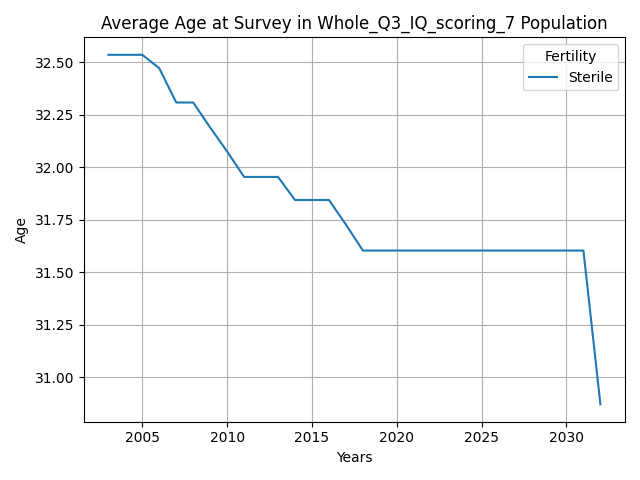 Average Age at Survey in Whole_Q3_IQ_scoring_7 Population
Fertility
Sterile
32.50
32.25
32.00
31.75
31.50
31.25
31.00
Age
2005 2010 2015 2020 2025 2030
Years